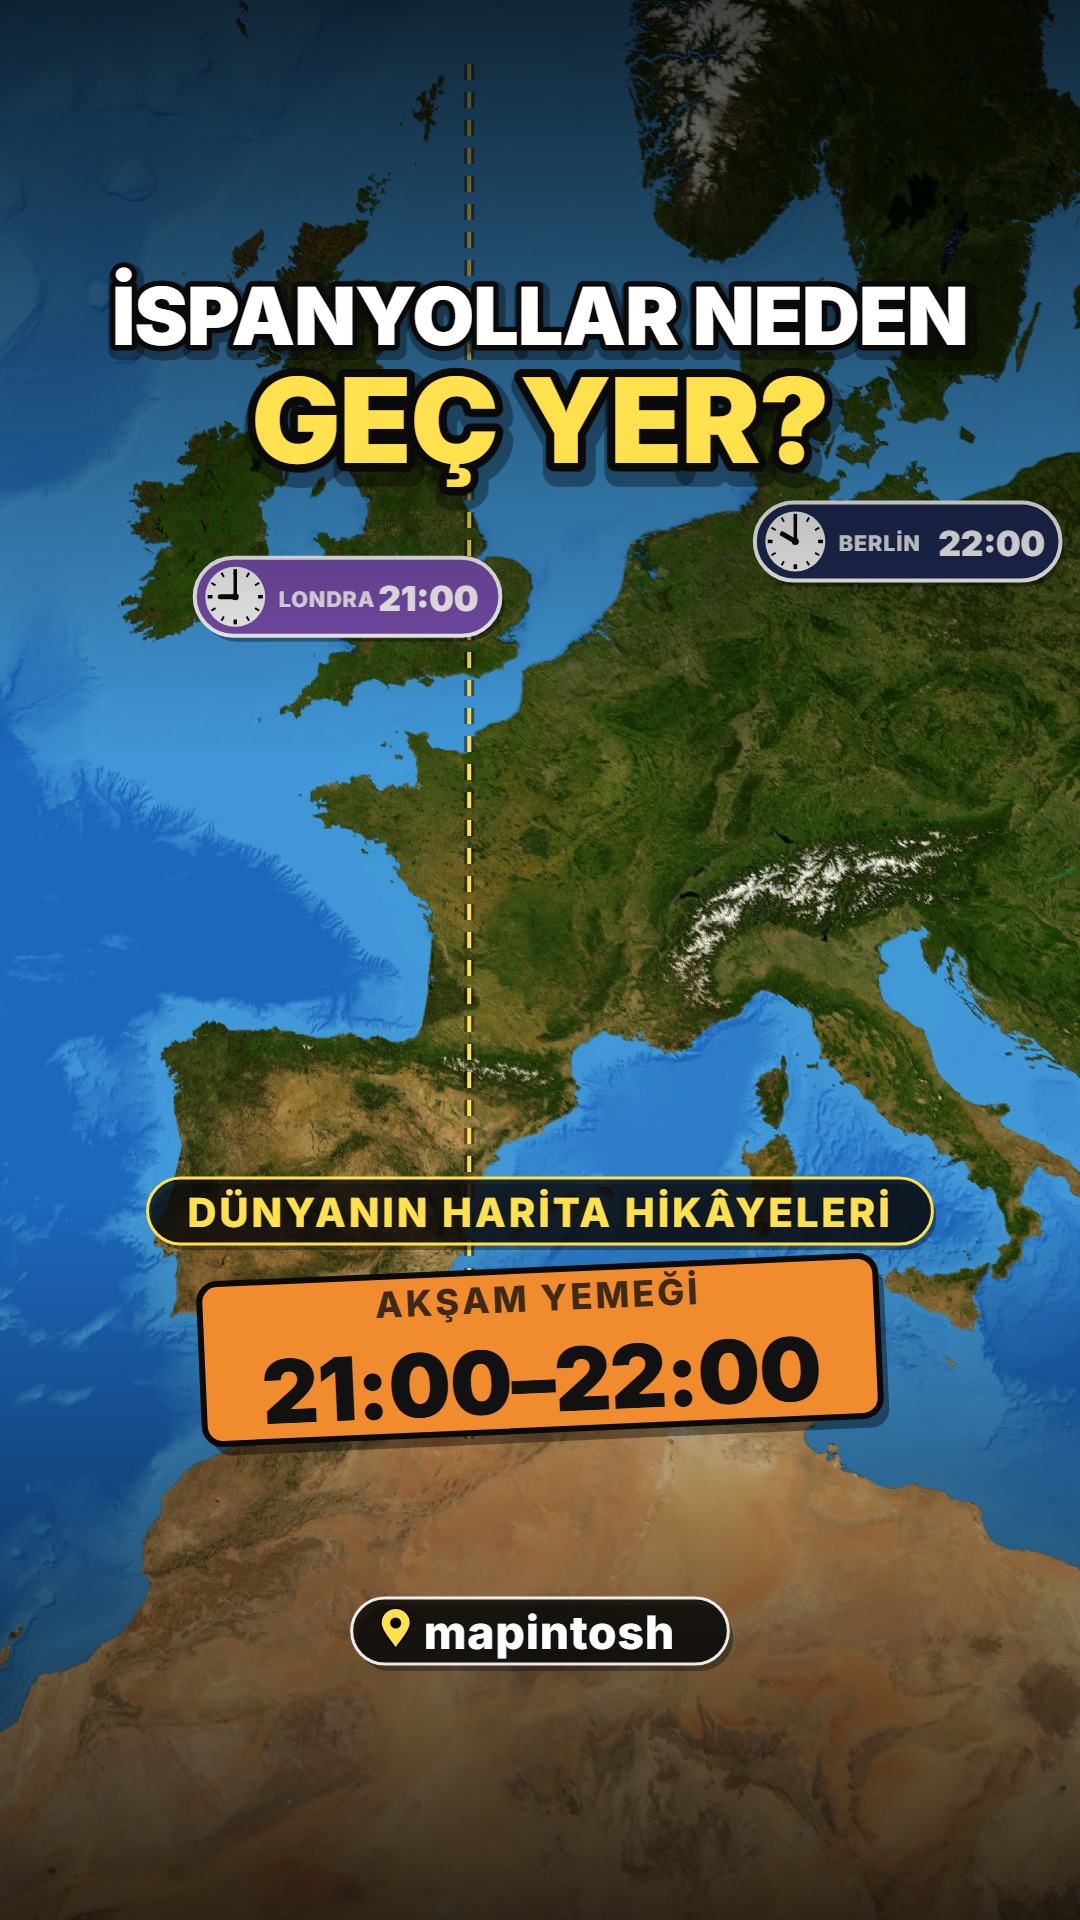 İSPANYOLLAR NEDEN
GEÇ YER?
BERLİN 22:00
LONDRA 21:00
DÜNYANIN HARİTA HİKÂYELERİ
AKŞAM YEMEĞİ
21:00–22:00
mapintosh